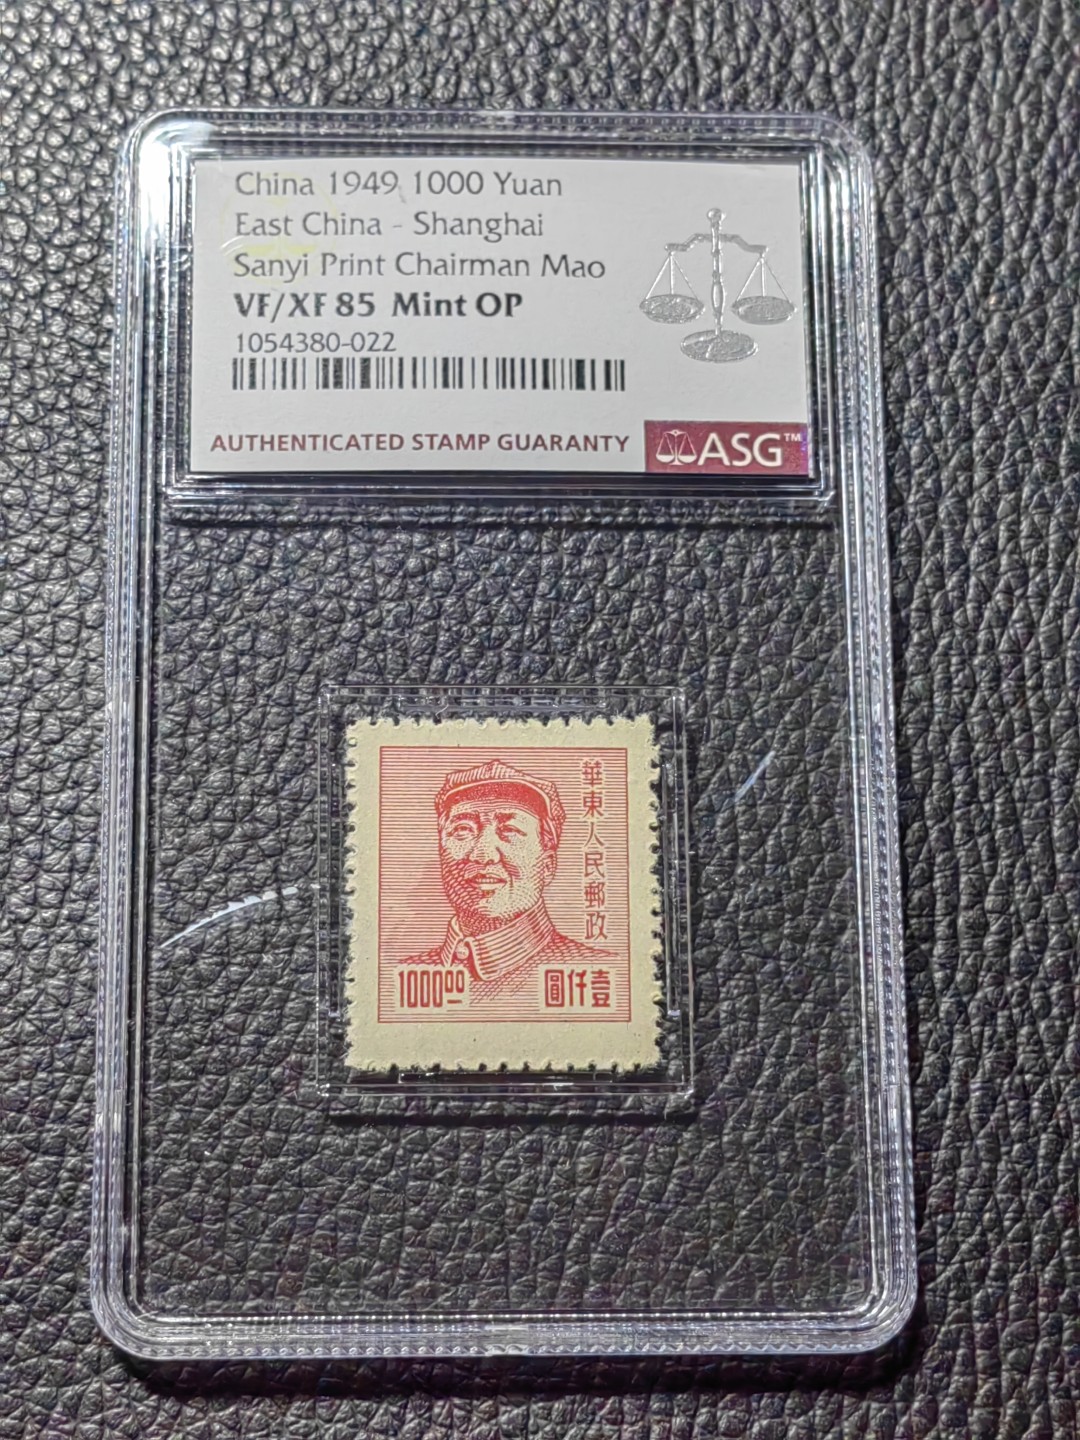 China 1949 1000 Yuan
East China - Shanghai
Sanyi Print Chairman Mao
VF/XF 85 Mint OP
1054380-022
AUTHENTICATED STAMP GUARANTY
ASG™
華東人民郵政
1000.00
圓仟壹